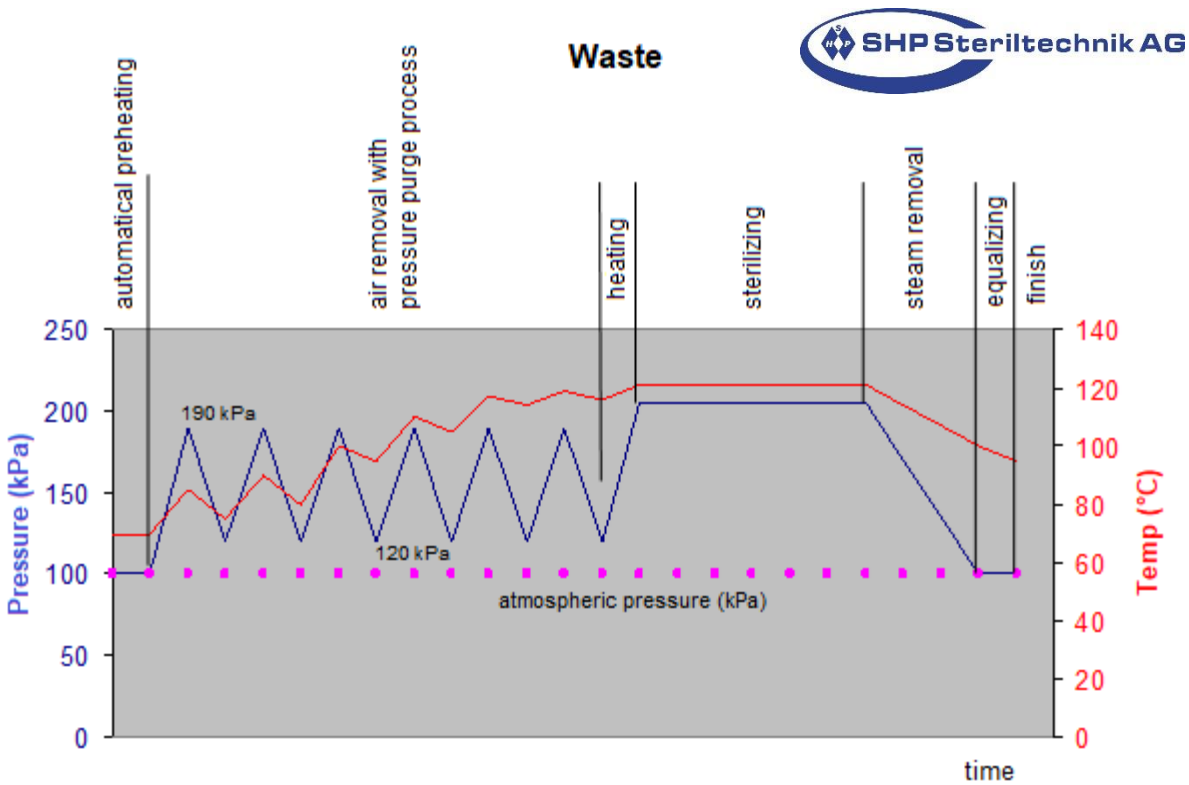 S
H P
SHP Steriltechnik AG
Waste
automatical preheating
air removal with
pressure purge process
heating
sterilizing
steam removal
equalizing
finish
250
200
150
100
50
0
Pressure (kPa)
190 kPa
120 kPa
atmospheric pressure (kPa)
140
120
100
80
60
40
20
0
Temp (°C)
time